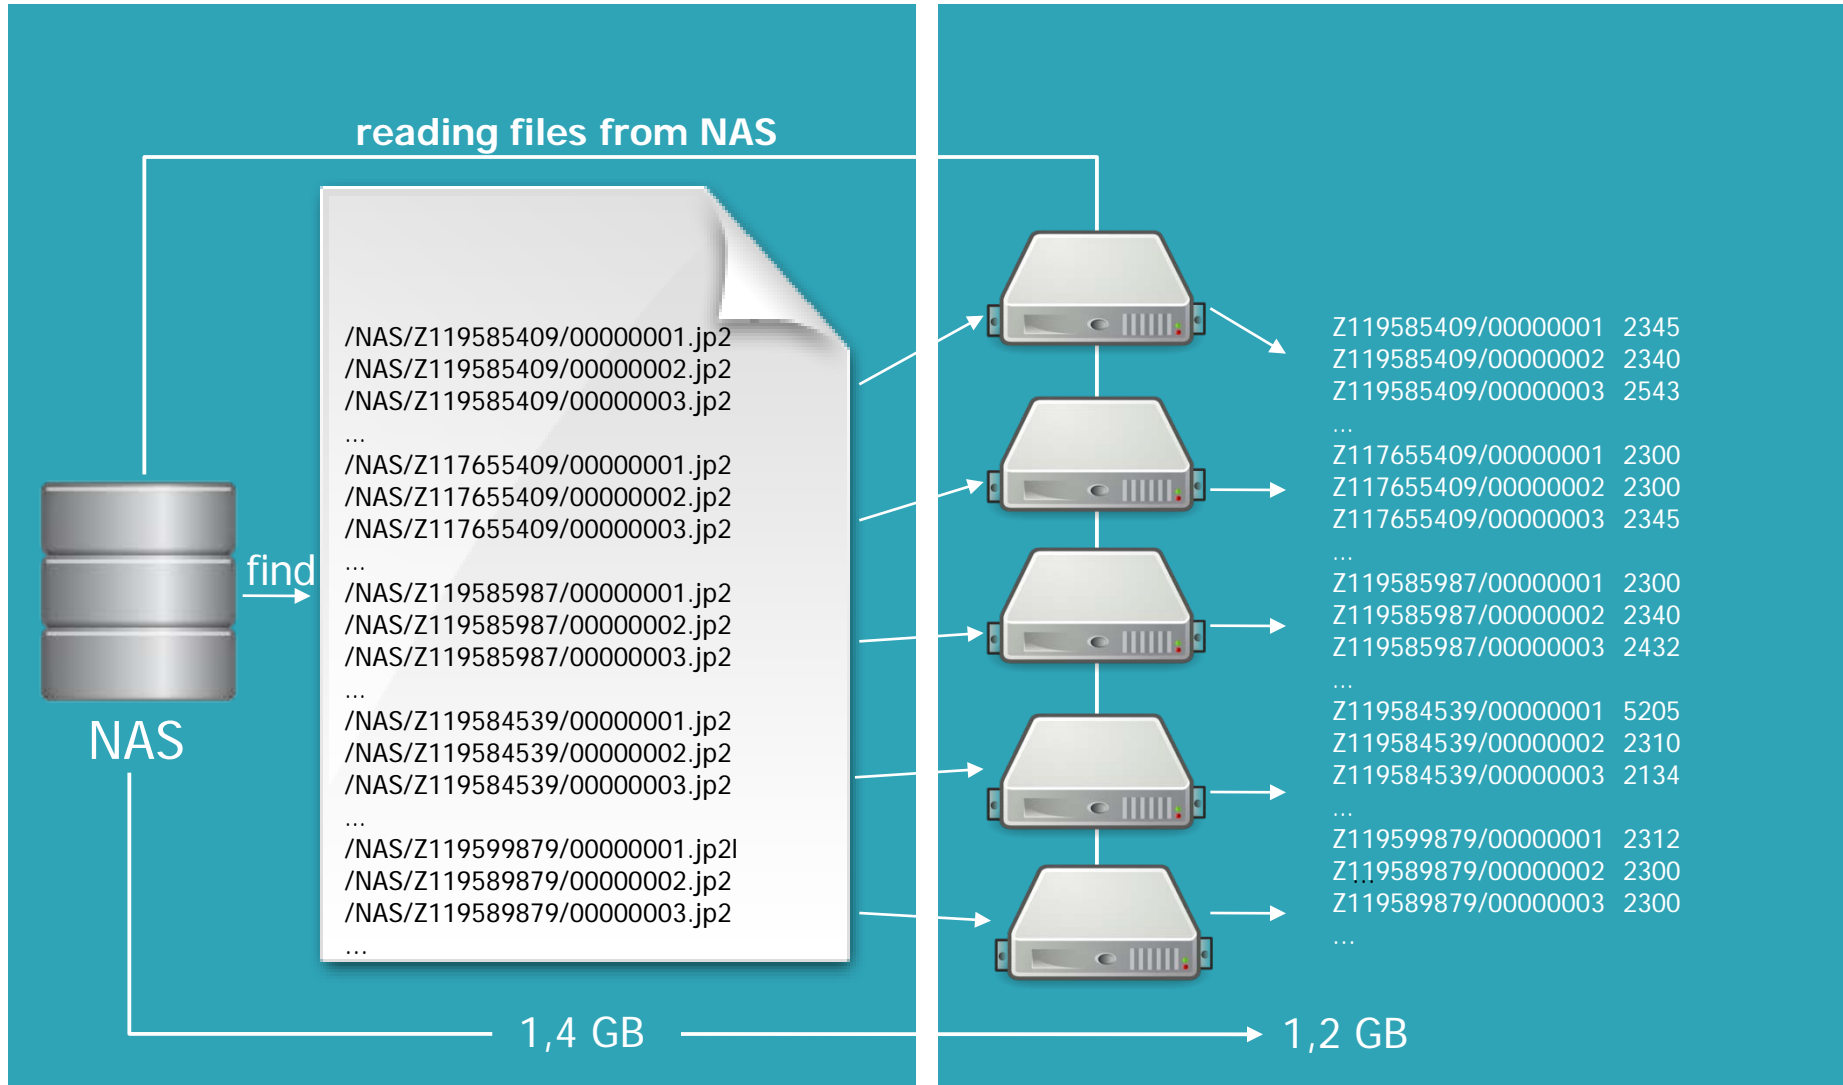 reading files from NAS
/NAS/Z119585409/00000001.jp2
/NAS/Z119585409/00000002.jp2
/NAS/Z119585409/00000003.jp2
...
/NAS/Z117655409/00000001.jp2
/NAS/Z117655409/00000002.jp2
/NAS/Z117655409/00000003.jp2
...
/NAS/Z119585987/00000001.jp2
/NAS/Z119585987/00000002.jp2
/NAS/Z119585987/00000003.jp2
...
/NAS/Z119584539/00000001.jp2
/NAS/Z119584539/00000002.jp2
/NAS/Z119584539/00000003.jp2
...
/NAS/Z119599879/00000001.jp2l
/NAS/Z119589879/00000002.jp2
/NAS/Z119589879/00000003.jp2
...
find
NAS
Z119585409/00000001 2345
Z119585409/00000002 2340
Z119585409/00000003 2543
...
Z117655409/00000001 2300
Z117655409/00000002 2300
Z117655409/00000003 2345
...
Z119585987/00000001 2300
Z119585987/00000002 2340
Z119585987/00000003 2432
...
Z119584539/00000001 5205
Z119584539/00000002 2310
Z119584539/00000003 2134
...
Z119599879/00000001 2312
Z119589879/00000002 2300
...
Z119589879/00000003 2300
...
1,4 GB
1,2 GB